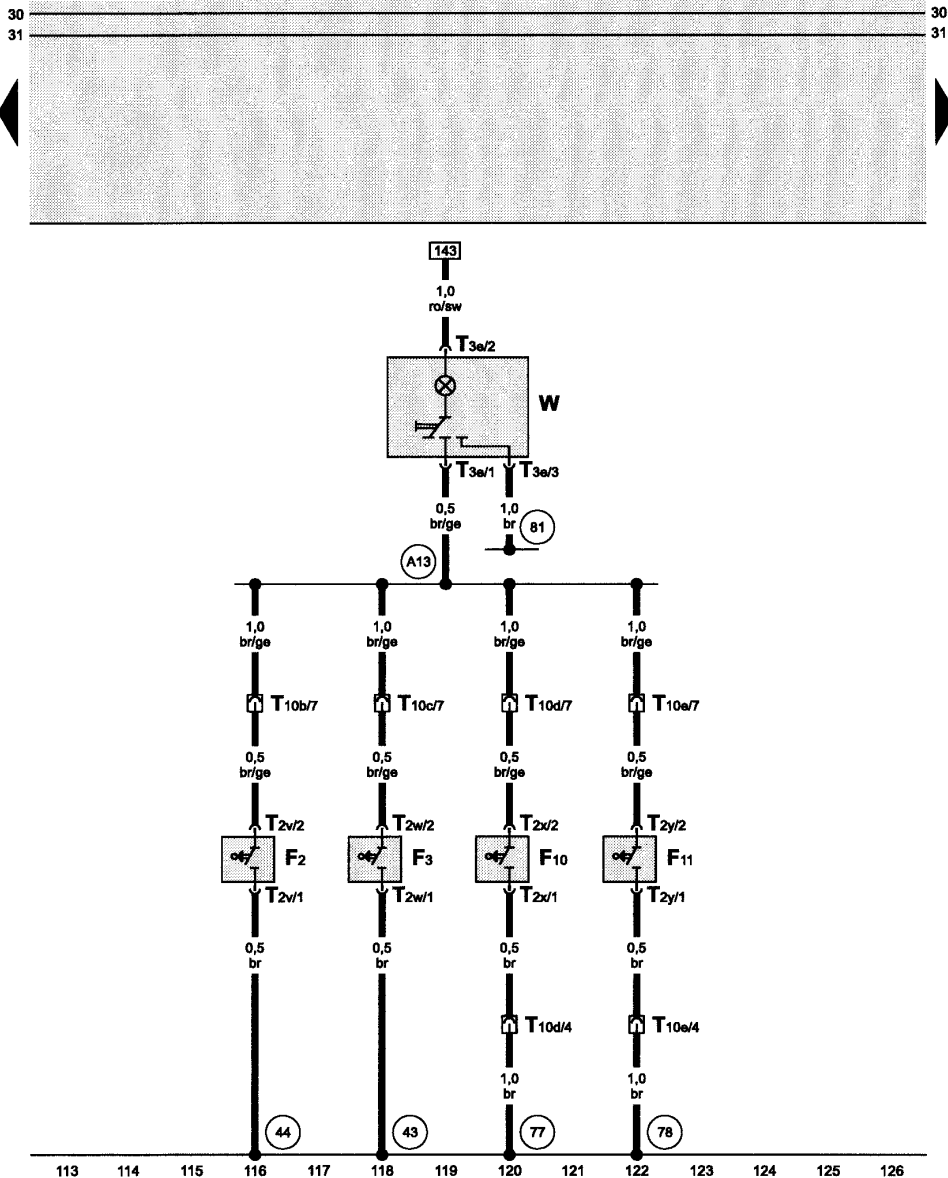 30 30
31 31
143
1,0
ro/sw
T3e/2
W
T3e/1 T3e/3
0,5 1,0
br/ge br 81
A13
1,0 1,0 1,0 1,0
br/ge br/ge br/ge br/ge
T10b/7 T10c/7 T10d/7 T10e/7
0,5 0,5 0,5 0,5
br/ge br/ge br/ge br/ge
T2v/2 T2w/2 T2x/2 T2y/2
F2 F3 F10 F11
T2v/1 T2w/1 T2x/1 T2y/1
0,5 0,5 0,5 0,5
br br br br
T10d/4 T10e/4
1,0 1,0
br br
44 43 77 78
113 114 115 116 117 118 119 120 121 122 123 124 125 126